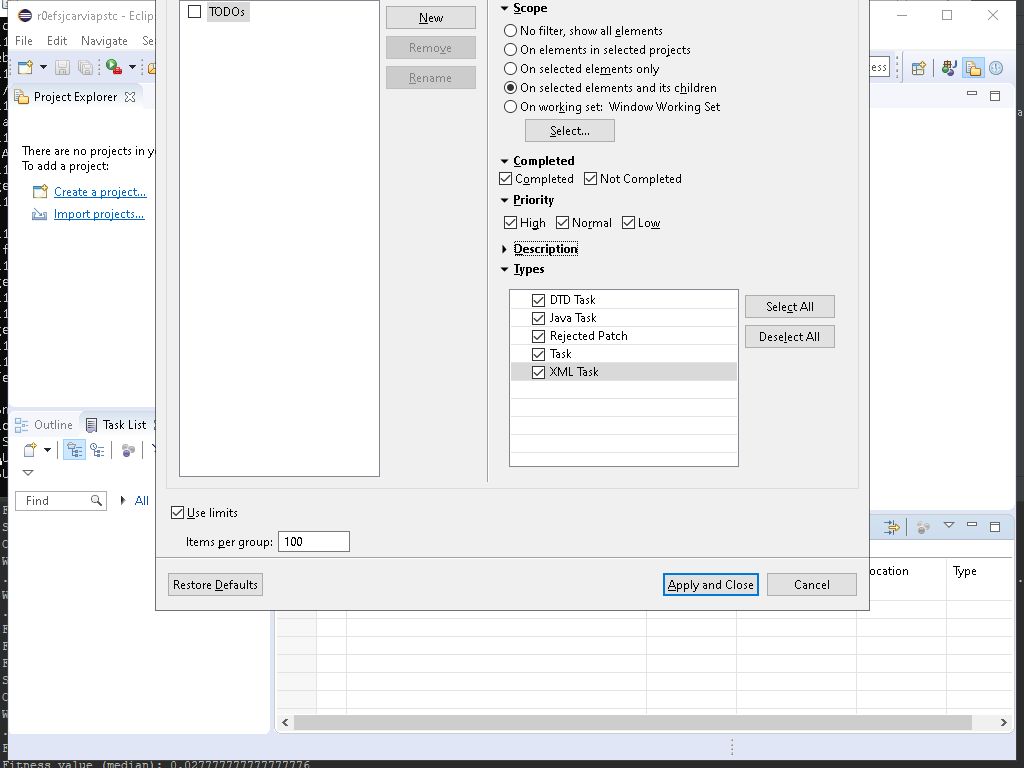 r0efsjcarviapstc - Eclip
File Edit Navigate Se
ess
Project Explorer
There are no projects in y
To add a project:
Create a project...
Import projects...
Outline
Task List
Find
All
TODOs
New
Remove
Rename
Scope
No filter, show all elements
On elements in selected projects
On selected elements only
On selected elements and its children
On working set: Window Working Set
Select...
Completed
Completed
Not Completed
Priority
High
Normal
Low
Description
Types
DTD Task
Java Task
Rejected Patch
Task
XML Task
Select All
Deselect All
Use limits
Items per group: 100
Restore Defaults
Apply and Close
Cancel
ocation
Type
Fitness value (median): 0.027777777777777776